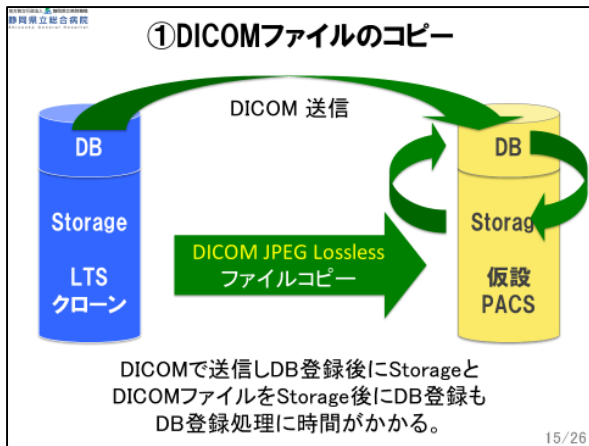 静岡県立総合病院
Shizuoka General Hospital
①DICOMファイルのコピー
DICOM 送信
DB
DB
Storage
Storag
DICOM JPEG Lossless
ファイルコピー
LTS
クローン
仮設
PACS
DICOMで送信しDB登録後にStorageと
DICOMファイルをStorage後にDB登録も
DB登録処理に時間がかかる。
15/26